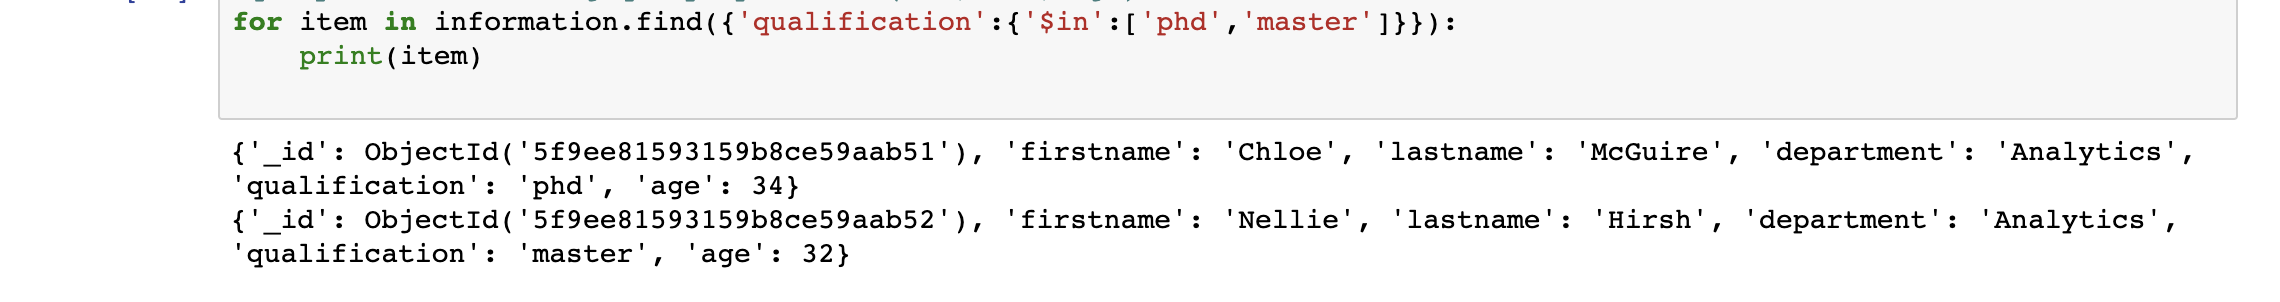 for item in information.find({'qualification':{'$in':['phd','master']}}):
    print(item)
{'_id': ObjectId('5f9ee81593159b8ce59aab51'), 'firstname': 'Chloe', 'lastname': 'McGuire', 'department': 'Analytics',
'qualification': 'phd', 'age': 34}
{'_id': ObjectId('5f9ee81593159b8ce59aab52'), 'firstname': 'Nellie', 'lastname': 'Hirsh', 'department': 'Analytics',
'qualification': 'master', 'age': 32}